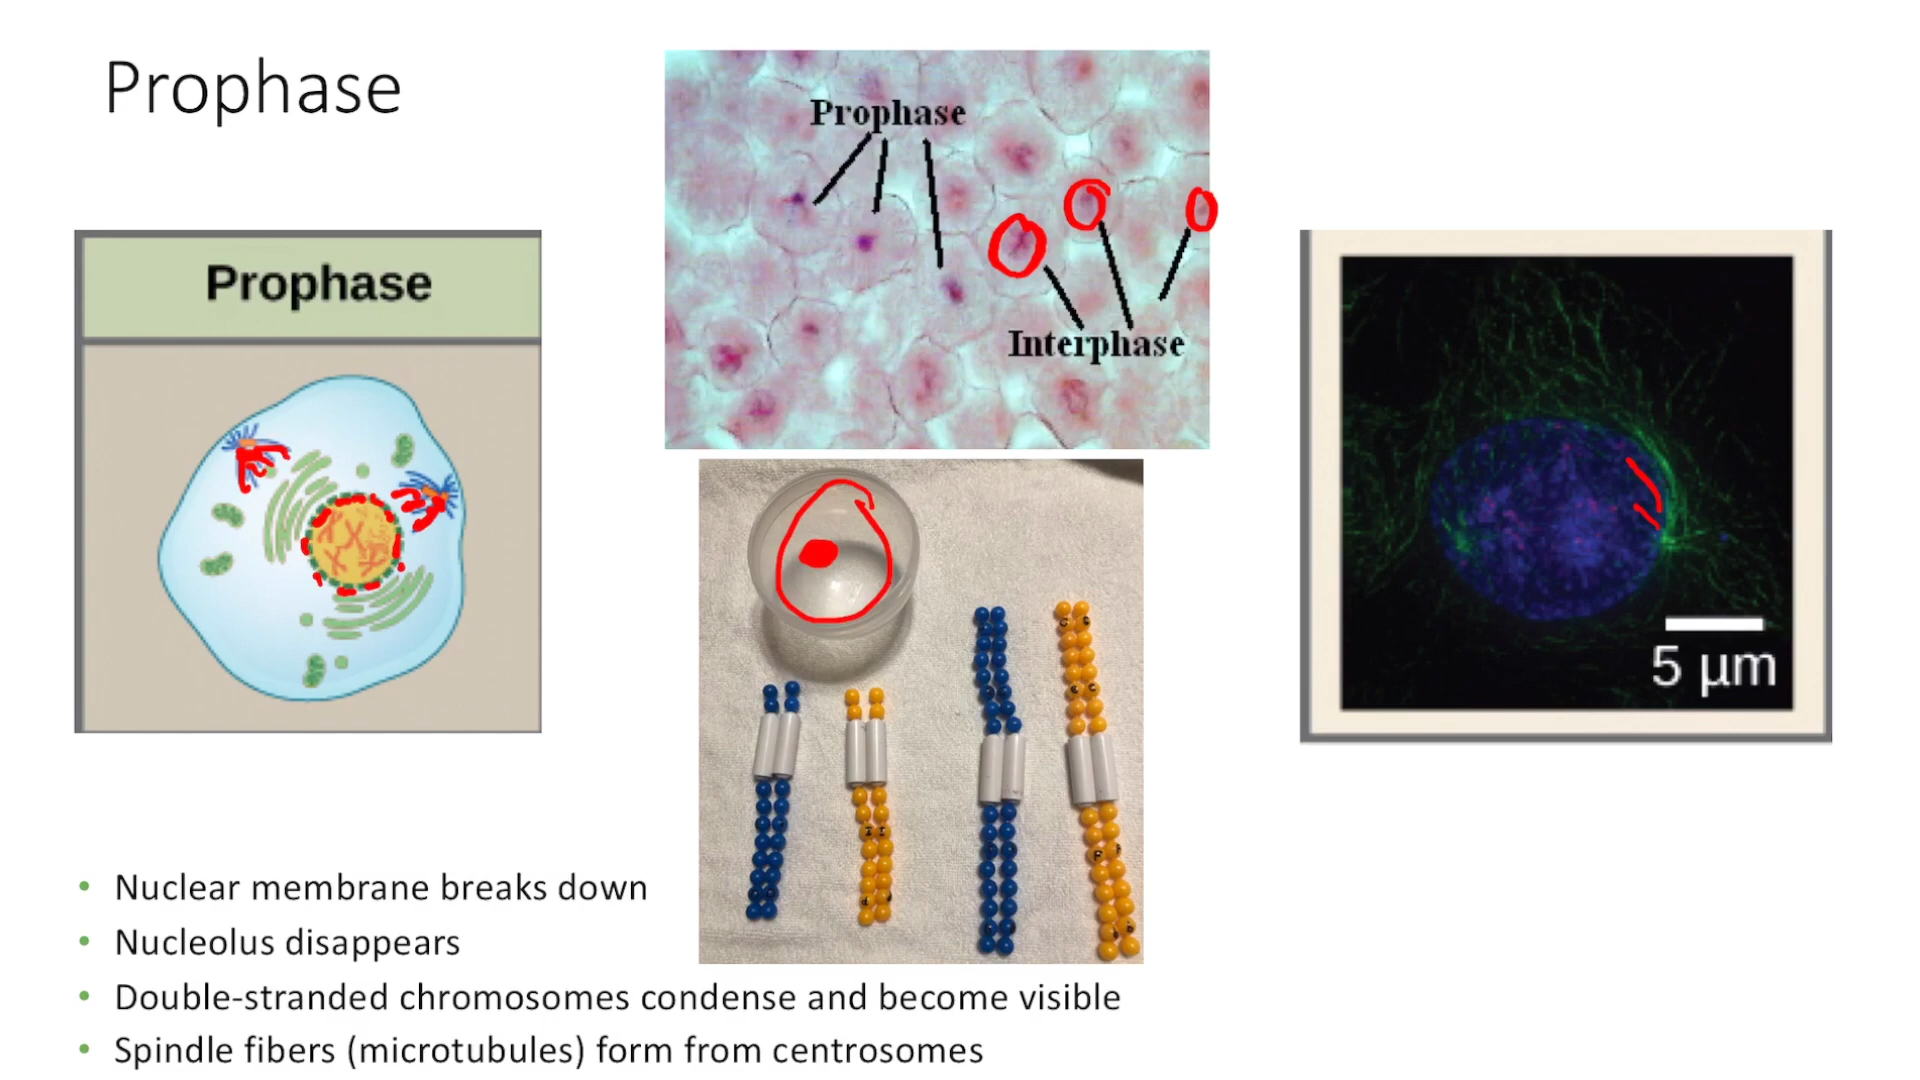 Prophase
Prophase
Prophase
Interphase
5 µm
Nuclear membrane breaks down
Nucleolus disappears
Double-stranded chromosomes condense and become visible
Spindle fibers (microtubules) form from centrosomes